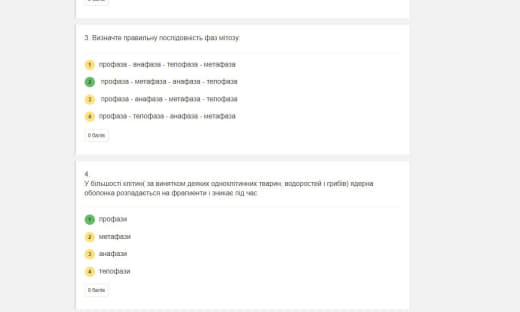 3. Визначте правильну послідовність фаз мітозу:
1 профаза - анафаза - телофаза - метафаза
2 профаза - метафаза - анафаза - телофаза
3 профаза - анафаза - метафаза - телофаза
4 профаза - телофаза - анафаза - метафаза
0 балів
4.
У більшості клітин( за винятком деяких одноклітинних тварин, водоростей і грибів) ядерна
оболонка розпадається на фрагменти і зникає під час
1 профази
2 метафази
3 анафази
4 телофази
0 балів